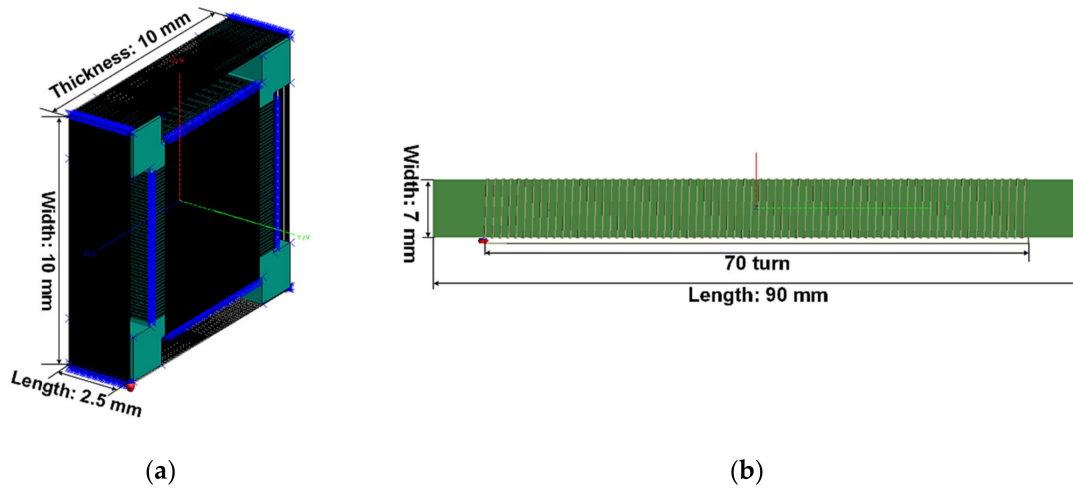 Thickness: 10 mm
Width: 10 mm
Length: 2.5 mm
(a)
Width: 7 mm
70 turn
Length: 90 mm
(b)